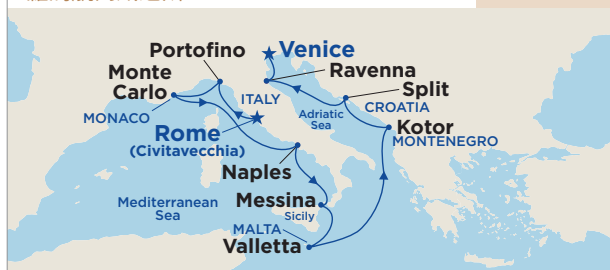 Portofino
Venice
Monte
Carlo
Ravenna
Split
MONACO
ITALY
CROATIA
Adriatic
Sea
Rome
(Civitavecchia)
Kotor
MONTENEGRO
Naples
Mediterranean
Sea
Messina
Sicily
MALTA
Valletta